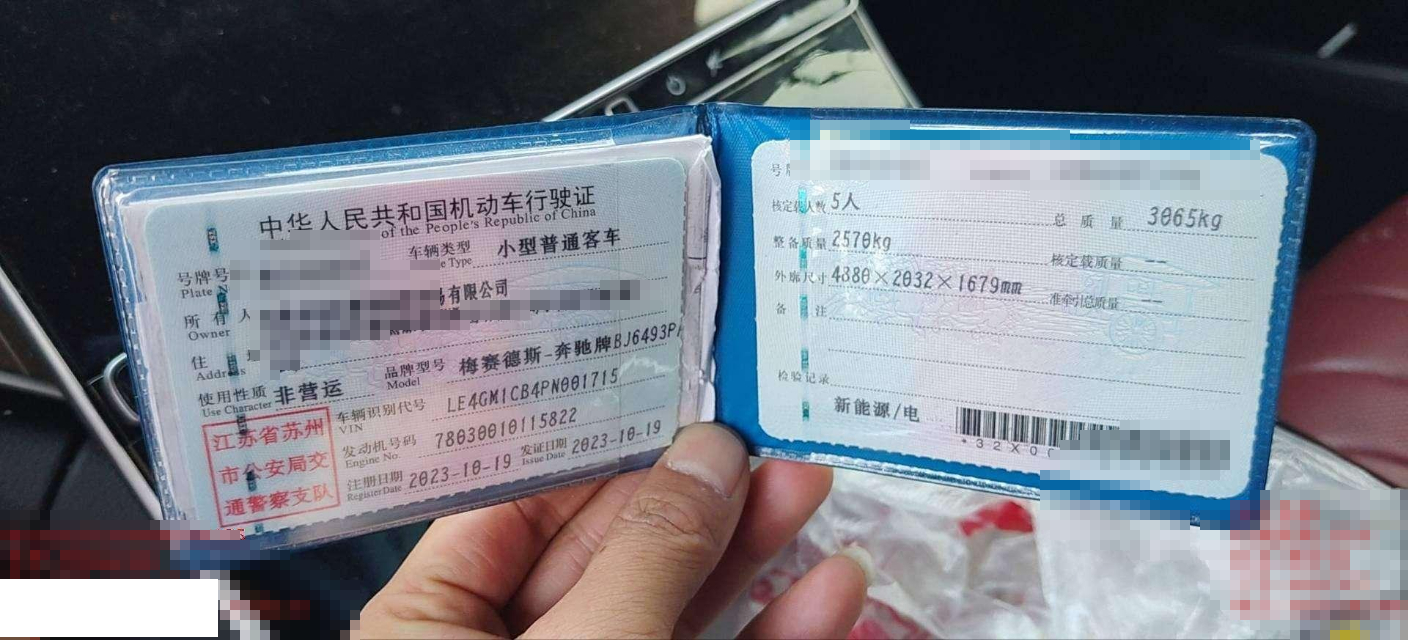 中华人民共和国机动车行驶证
of the People's Republic of China
号牌号 车辆类型 小型普通客车
Plate e Type
所有人 有限公司
Owner
住
Address
使用性质 非营运 品牌型号 梅赛德斯-奔驰牌BJ6493P
Use Character Model
车辆识别代号 LE4GM1CB4PN001715
VIN
发动机号码 78030010115822
Engine No.
注册日期 2023-10-19 发证日期 2023-10-19
Register Date Issue Date
江苏省苏州
市公安局交
通警察支队
号
核定载人数 5人 总质量 3065kg
整备质量 2570kg 核定载质量 --
外廓尺寸 4880×2032×1679mm 准牵引总质量 --
备注
检验记录
新能源/电
*32X0